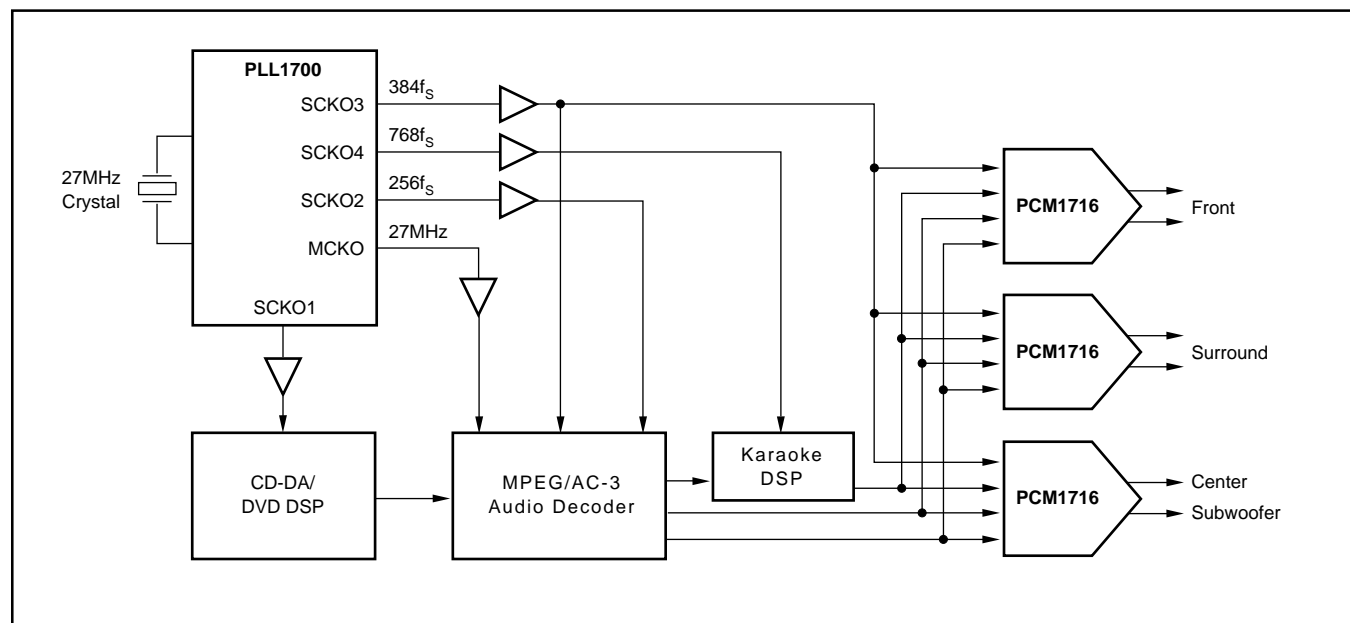 PLL1700
SCKO3
384fS
SCKO4
768fS
SCKO2
256fS
MCKO
27MHz
SCKO1
27MHz
Crystal
PCM1716
Front
PCM1716
Surround
PCM1716
Center
Subwoofer
CD-DA/
DVD DSP
MPEG/AC-3
Audio Decoder
Karaoke
DSP